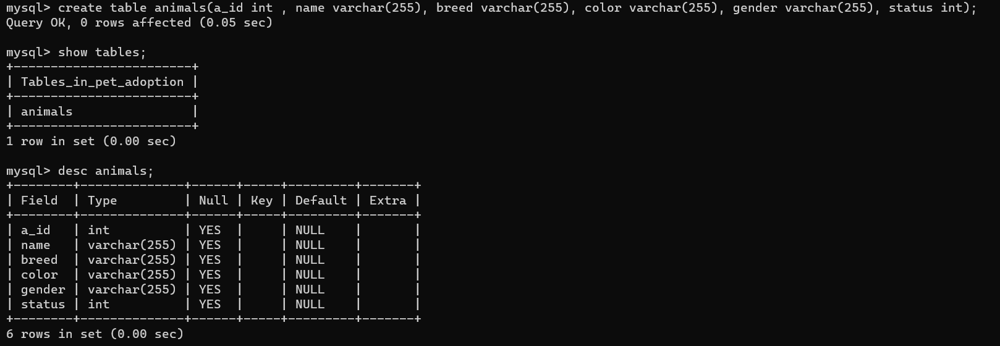 mysql> create table animals(a_id int , name varchar(255), breed varchar(255), color varchar(255), gender varchar(255), status int);
Query OK, 0 rows affected (0.05 sec)
mysql> show tables;
+------------------------+
| Tables_in_pet_adoption |
+------------------------+
| animals                |
+------------------------+
1 row in set (0.00 sec)
mysql> desc animals;
+--------+--------------+------+-----+---------+-------+
| Field  | Type         | Null | Key | Default | Extra |
+--------+--------------+------+-----+---------+-------+
| a_id   | int          | YES  |     | NULL    |       |
| name   | varchar(255) | YES  |     | NULL    |       |
| breed  | varchar(255) | YES  |     | NULL    |       |
| color  | varchar(255) | YES  |     | NULL    |       |
| gender | varchar(255) | YES  |     | NULL    |       |
| status | int          | YES  |     | NULL    |       |
+--------+--------------+------+-----+---------+-------+
6 rows in set (0.00 sec)